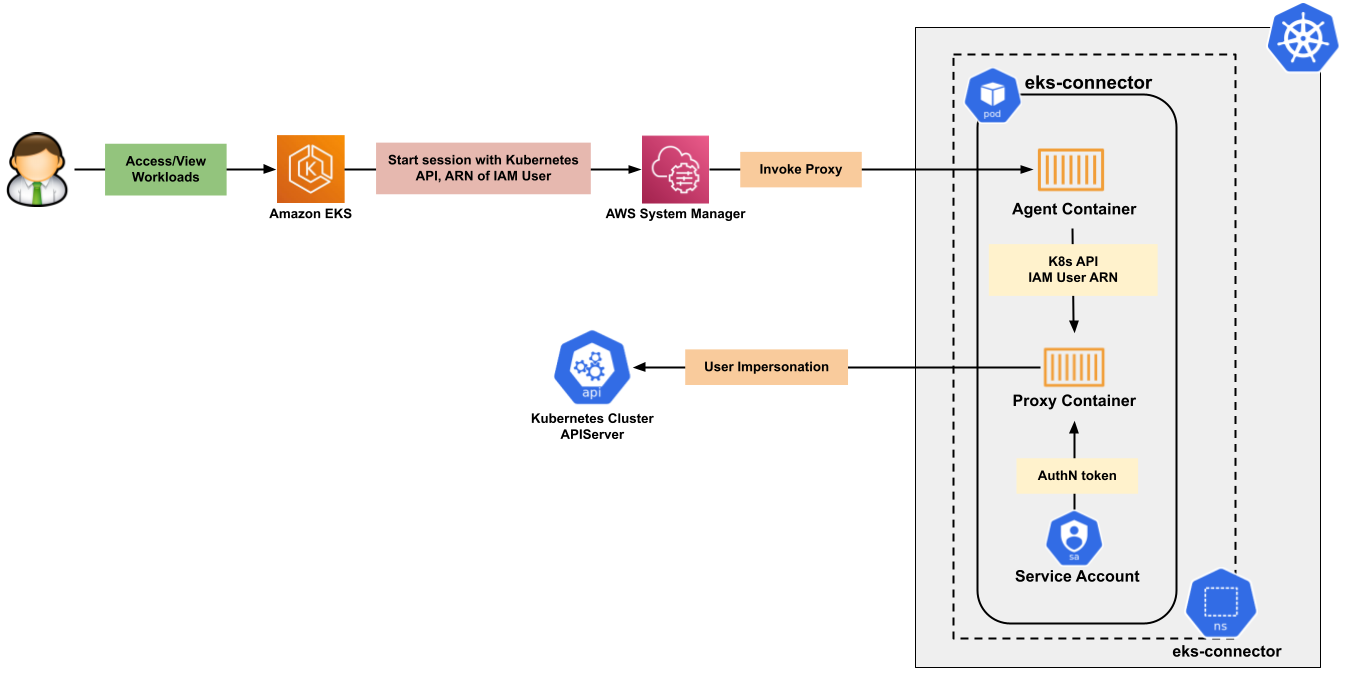 eks-connector
pod
Access/View
Workloads
Start session with Kubernetes
API, ARN of IAM User
Invoke Proxy
Amazon EKS
AWS System Manager
Agent Container
K8s API
IAM User ARN
User Impersonation
api
Kubernetes Cluster
APIServer
Proxy Container
AuthN token
sa
Service Account
ns
eks-connector